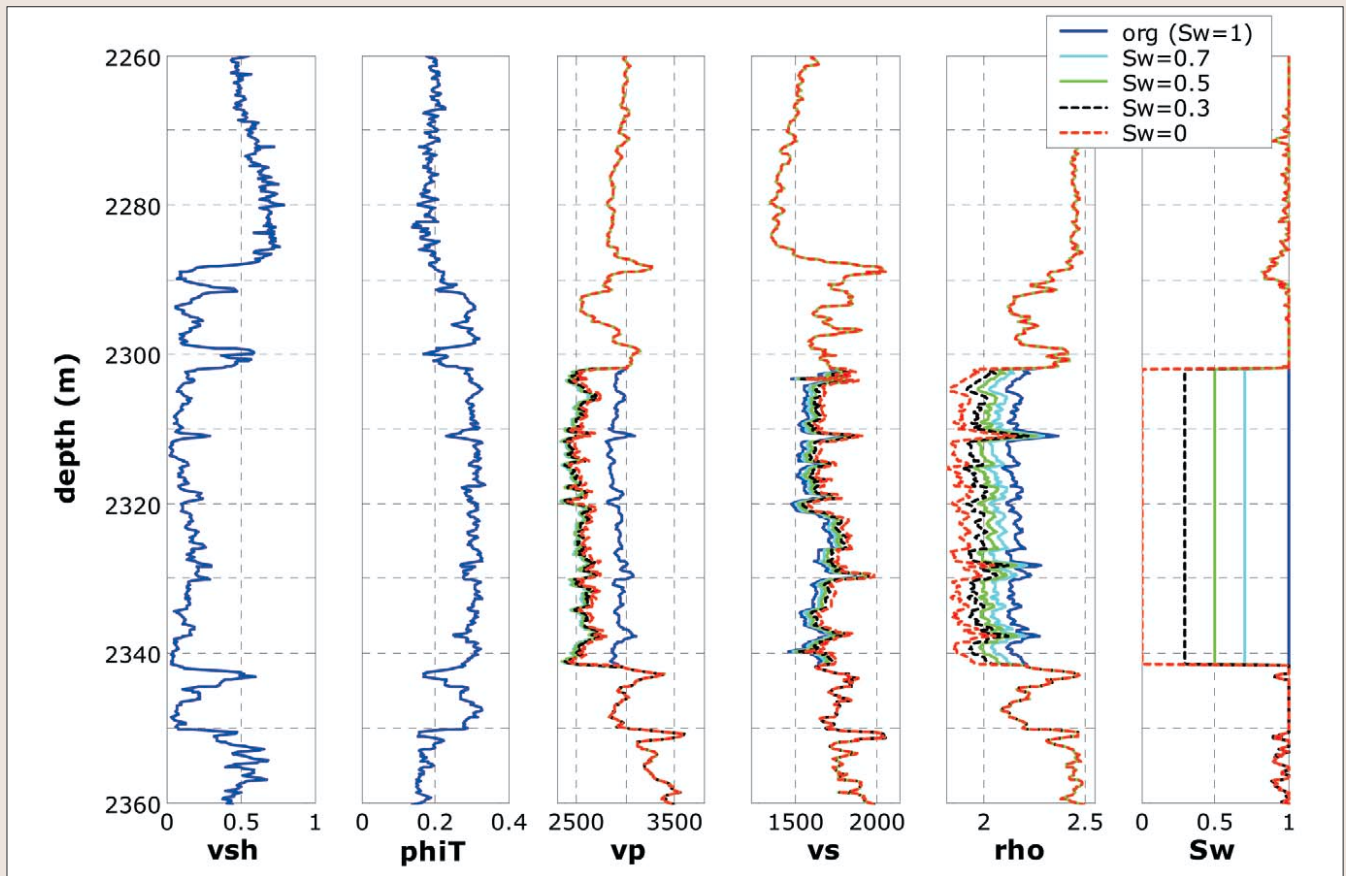 org (Sw=1)
Sw=0.7
Sw=0.5
Sw=0.3
Sw=0
depth (m)
2260
2280
2300
2320
2340
2360
0 0.5 1
0 0.2 0.4
2500 3500
1500 2000
2 2.5
0 0.5 1
vsh phiT vp vs rho Sw